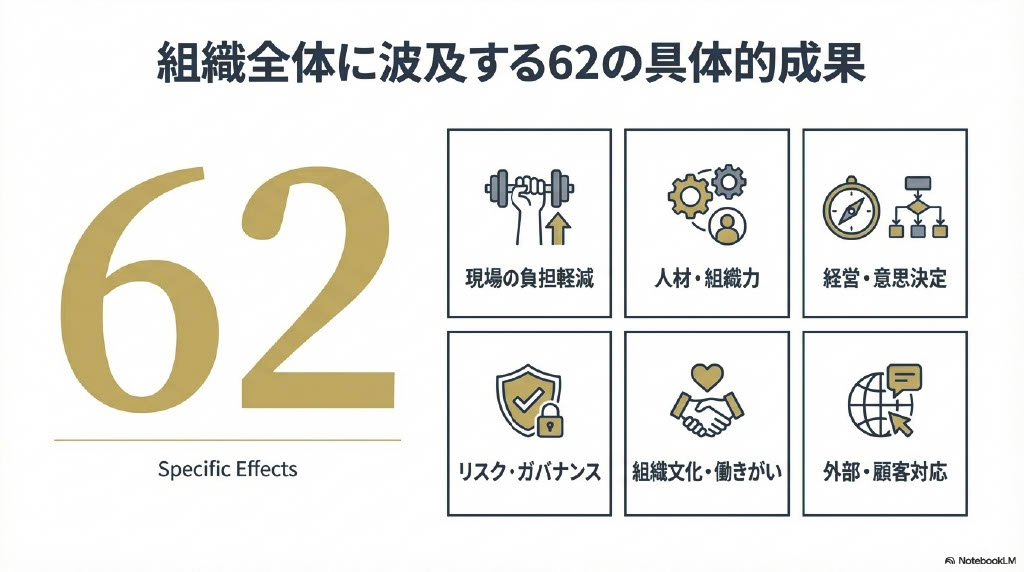 組織全体に波及する62の具体的成果
62
Specific Effects
現場の負担軽減
人材・組織力
経営・意思決定
リスク・ガバナンス
組織文化・働きがい
外部・顧客対応
NotebookLM